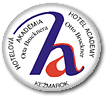 HOTELOVÁ AKADÉMIA
Otta Brucknera
HOTEL ACADEMY
Otto Bruckner
KEŽMAROK